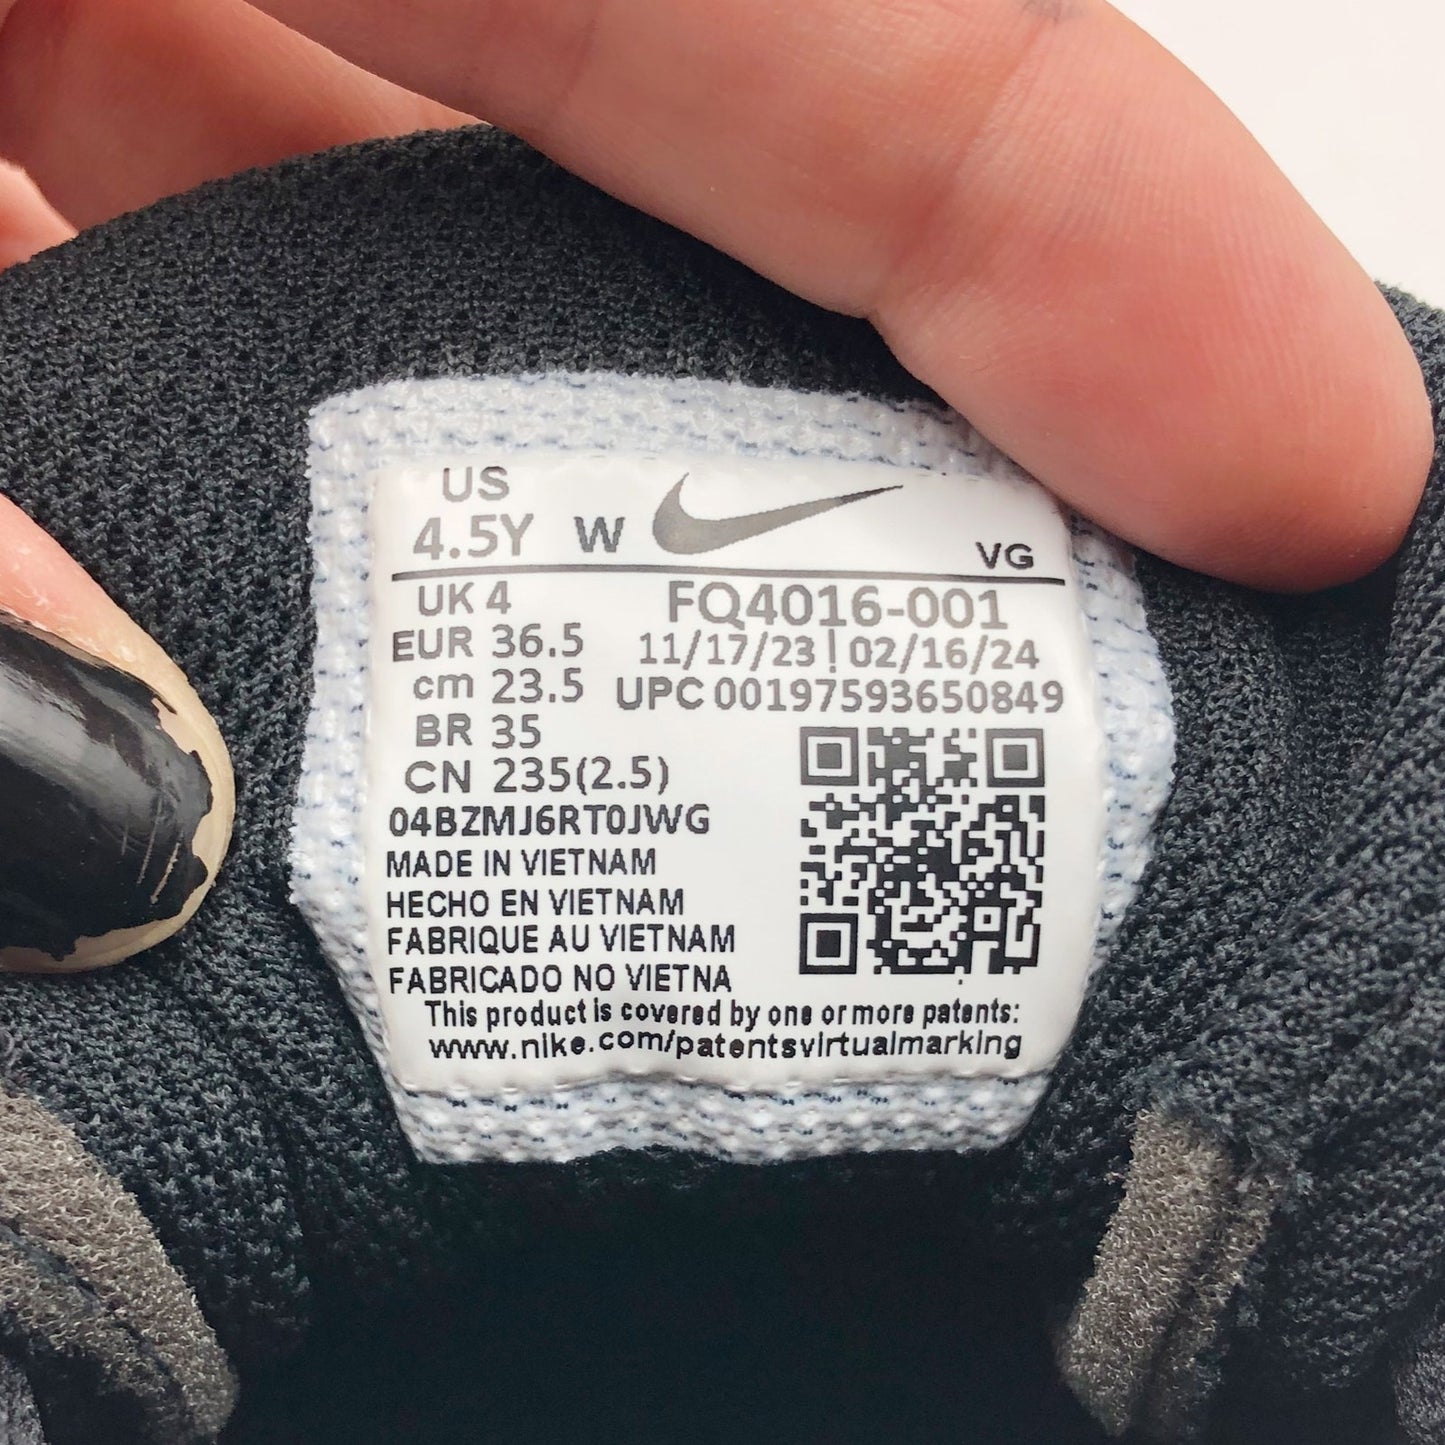 US
4.5Y W VG
UK 4 FQ4016-001
EUR 36.5 11/17/23 | 02/16/24
cm 23.5 UPC 00197593650849
BR 35
CN 235(2.5)
04BZMJ6RT0JWG
MADE IN VIETNAM
HECHO EN VIETNAM
FABRIQUE AU VIETNAM
FABRICADO NO VIETNA
This product is covered by one or more patents:
www.nike.com/patentsvirtualmarking